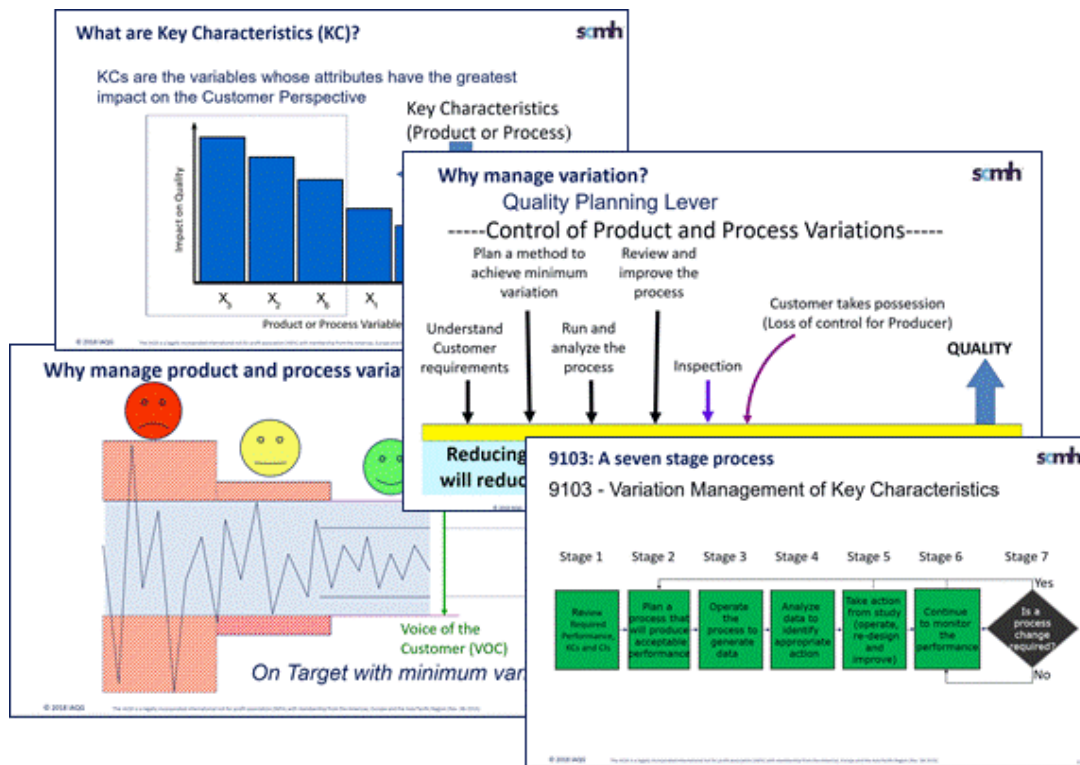 What are Key Characteristics (KC)?
scmh
KCs are the variables whose attributes have the greatest
impact on the Customer Perspective
Key Characteristics
(Product or Process)
Impact on Quality
X3
X2
X6
X1
Product or Process Variable
© 2018 IAQG
Why manage variation?
scmh
Quality Planning Lever
-----Control of Product and Process Variations-----
Plan a method to
achieve minimum
variation
Review and
improve the
process
Customer takes possession
(Loss of control for Producer)
Understand
Customer
requirements
Run and
analyze the
process
Inspection
QUALITY
Reducing
will reduc
© 2018
Why manage product and process varia
Voice of the
Customer (VOC)
On Target with minimum var
© 2018 IAQG
9103: A seven stage process
scmh
9103 - Variation Management of Key Characteristics
Stage 1
Stage 2
Stage 3
Stage 4
Stage 5
Stage 6
Stage 7
Review
Required
Performance,
KCs and CIs
Plan a
process that
will produce
acceptable
performance
Operate
the
process to
generate
data
Analyze
data to
identify
appropriate
action
Take action
from study
(operate,
re-design
and
improve)
Continue
to monitor
the
performance
Is a
process
change
required?
Yes
No
© 2018 IAQG